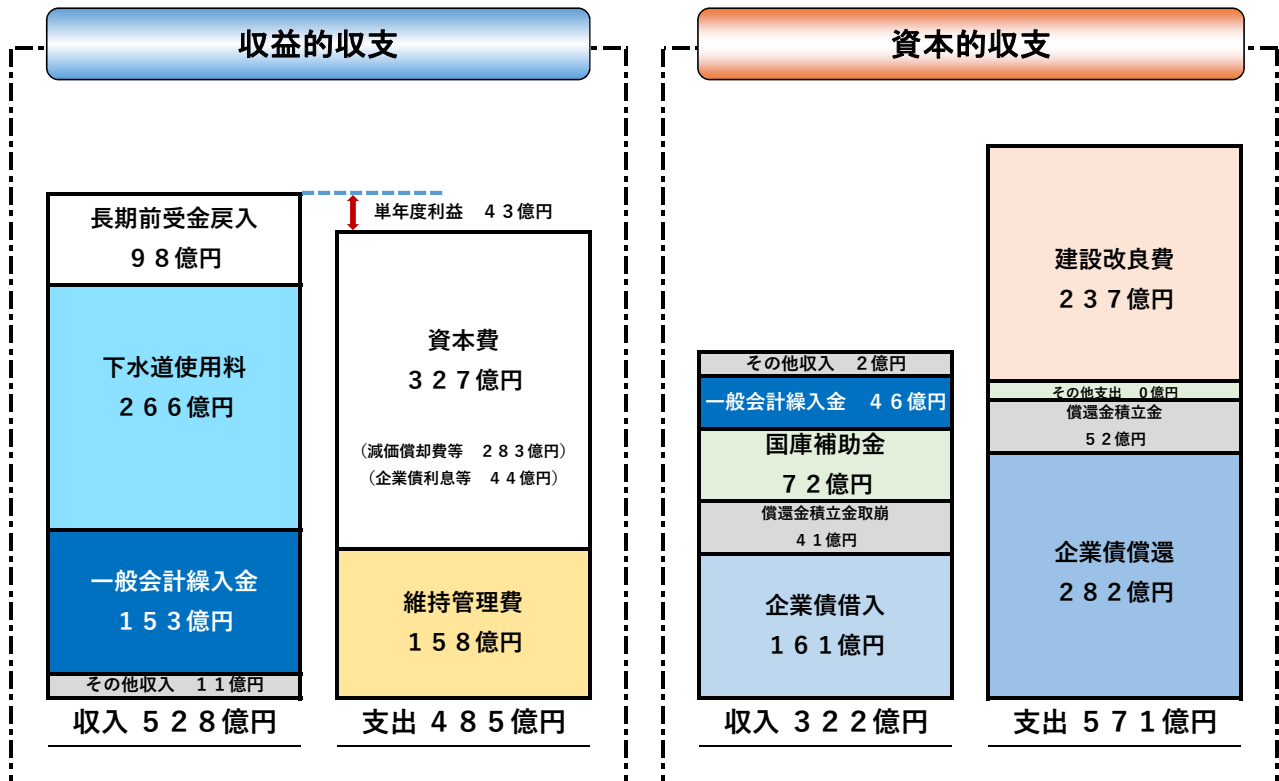 収益的収支
長期前受金戻入
９８億円
下水道使用料
２６６億円
一般会計繰入金
１５３億円
その他収入　１１億円
収入 ５２８億円
単年度利益　４３億円
資本費
３２７億円
（減価償却費等　２８３億円）
（企業債利息等　４４億円）
維持管理費
１５８億円
支出 ４８５億円
資本的収支
その他収入　２億円
一般会計繰入金　４６億円
国庫補助金
７２億円
償還金積立金取崩
４１億円
企業債借入
１６１億円
収入 ３２２億円
建設改良費
２３７億円
その他支出　０億円
償還金積立金
５２億円
企業債償還
２８２億円
支出 ５７１億円